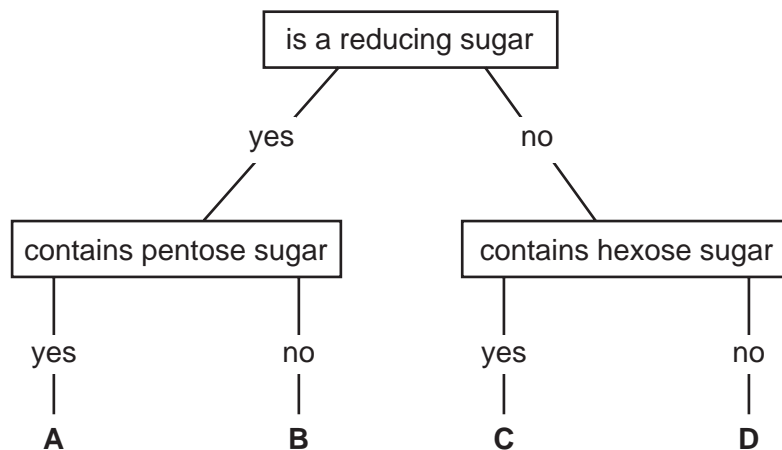 is a reducing sugar
yes
no
contains pentose sugar
contains hexose sugar
yes
no
yes
no
A
B
C
D